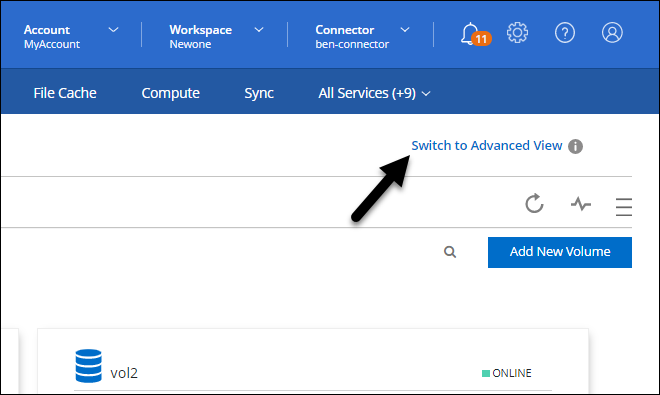 Account
MyAccount
Workspace
Newone
Connector
ben-connector
11
?
File Cache
Compute
Sync
All Services (+9)
Switch to Advanced View i
Add New Volume
vol2
ONLINE